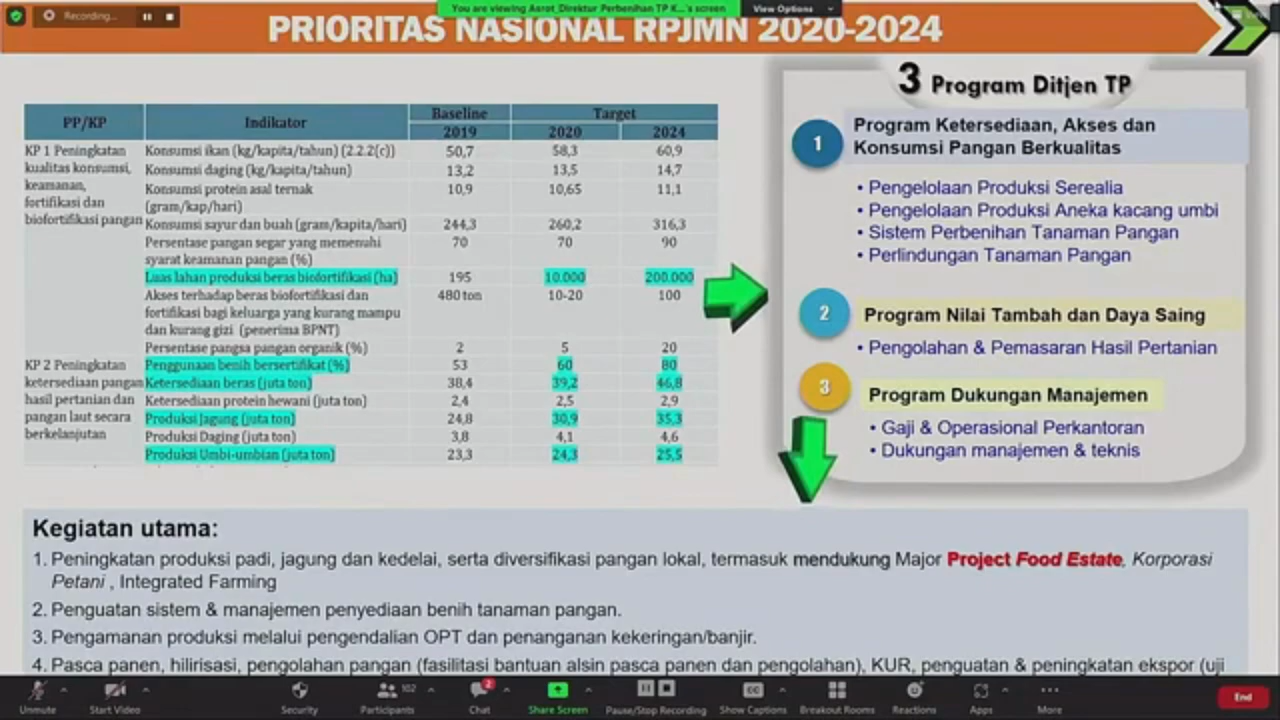 Recording...
You are viewing Asrot_Direktur Perbenihan TP K...'s screen
View Options
PRIORITAS NASIONAL RPJMN 2020-2024
PP/KP
Indikator
Baseline
Target
2019
2020
2024
KP 1 Peningkatan
kualitas konsumsi,
keamanan,
fortifikasi dan
biofortifikasi pangan
Konsumsi ikan (kg/kapita/tahun) (2.2.2(c)) 50,7 58,3 60,9
Konsumsi daging (kg/kapita/tahun) 13,2 13,5 14,7
Konsumsi protein asal ternak 10,9 10,65 11,1
(gram/kap/hari)
Konsumsi sayur dan buah (gram/kapita/hari) 244,3 260,2 316,3
Persentase pangan segar yang memenuhi 70 70 90
syarat keamanan pangan (%)
Luas lahan produksi beras biofortifikasi (ha) 195 10.000 200.000
Akses terhadap beras biofortifikasi dan 480 ton 10-20 100
fortifikasi bagi keluarga yang kurang mampu
dan kurang gizi (penerima BPNT)
Persentase pangsa pangan organik (%) 2 5 20
KP 2 Peningkatan
ketersediaan pangan
hasil pertanian dan
pangan laut secara
berkelanjutan
Penggunaan benih bersertifikat (%) 53 60 80
Ketersediaan beras (juta ton) 38,4 39,2 46,8
Ketersediaan protein hewani (juta ton) 2,4 2,5 2,9
Produksi Jagung (juta ton) 24,8 30,9 35,3
Produksi Daging (juta ton) 3,8 4,1 4,6
Produksi Umbi-umbian (juta ton) 23,3 24,3 25,5
3 Program Ditjen TP
1
Program Ketersediaan, Akses dan
Konsumsi Pangan Berkualitas
• Pengelolaan Produksi Serealia
• Pengelolaan Produksi Aneka kacang umbi
• Sistem Perbenihan Tanaman Pangan
• Perlindungan Tanaman Pangan
2
Program Nilai Tambah dan Daya Saing
• Pengolahan & Pemasaran Hasil Pertanian
3
Program Dukungan Manajemen
• Gaji & Operasional Perkantoran
• Dukungan manajemen & teknis
Kegiatan utama:
1. Peningkatan produksi padi, jagung dan kedelai, serta diversifikasi pangan lokal, termasuk mendukung Major Project Food Estate, Korporasi
Petani , Integrated Farming
2. Penguatan sistem & manajemen penyediaan benih tanaman pangan.
3. Pengamanan produksi melalui pengendalian OPT dan penanganan kekeringan/banjir.
4. Pasca panen, hilirisasi, pengolahan pangan (fasilitasi bantuan alsin pasca panen dan pengolahan), KUR, penguatan & peningkatan ekspor (uji
Unmute
Start Video
Security
Participants
102
Chat
2
Share Screen
Pause/Stop Recording
CC
Show Captions
Breakout Rooms
Reactions
Apps
More
End